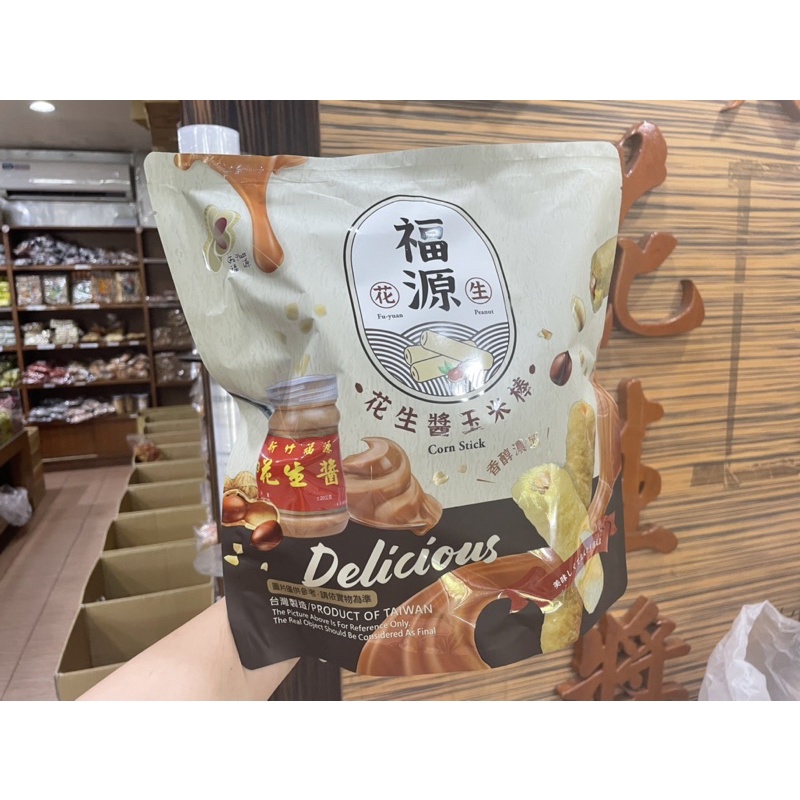 福源
花 生
Fu-yuan Peanut
花生醬玉米棒
Corn Stick
香醇濃
新竹福源
花生醬
Delicious
圖片僅供參考,請依實物為準
台灣製造/PRODUCT OF TAIWAN
The Picture Above Is For Reference Only.
The Real Object Should Be Considered As Final
美味